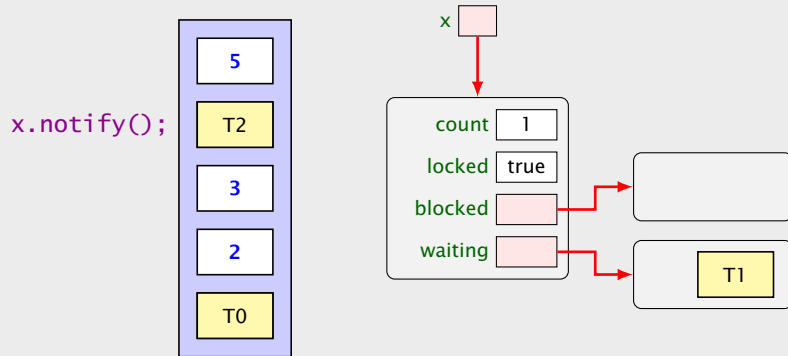 x.notify();
5
T2
3
2
T0
x
count 1
locked true
blocked
waiting
T1